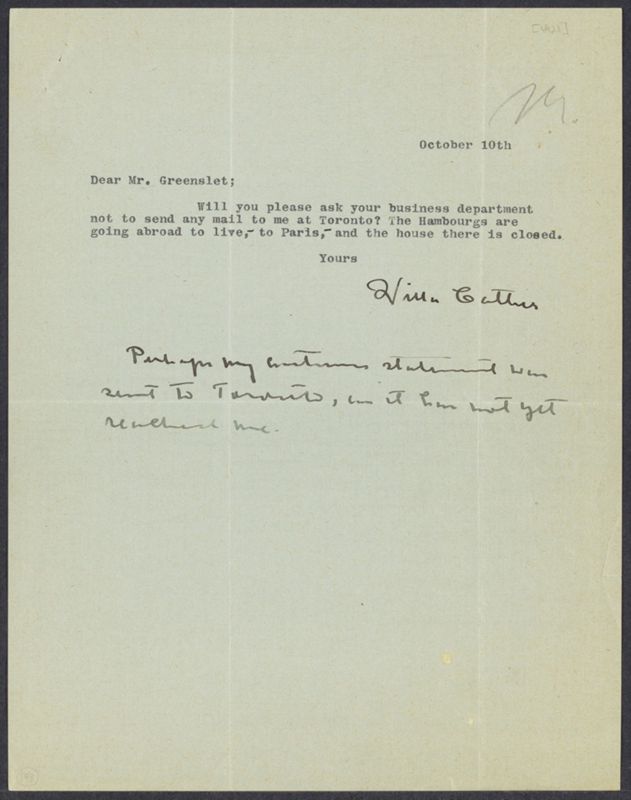 October 10th
Dear Mr. Greenslet;
Will you please ask your business department
not to send any mail to me at Toronto? The Hambourgs are
going abroad to live,- to Paris,- and the house there is closed.
Yours
Willa Cather
Perhaps my statement was
sent to Toronto, as it has not yet
reached me.